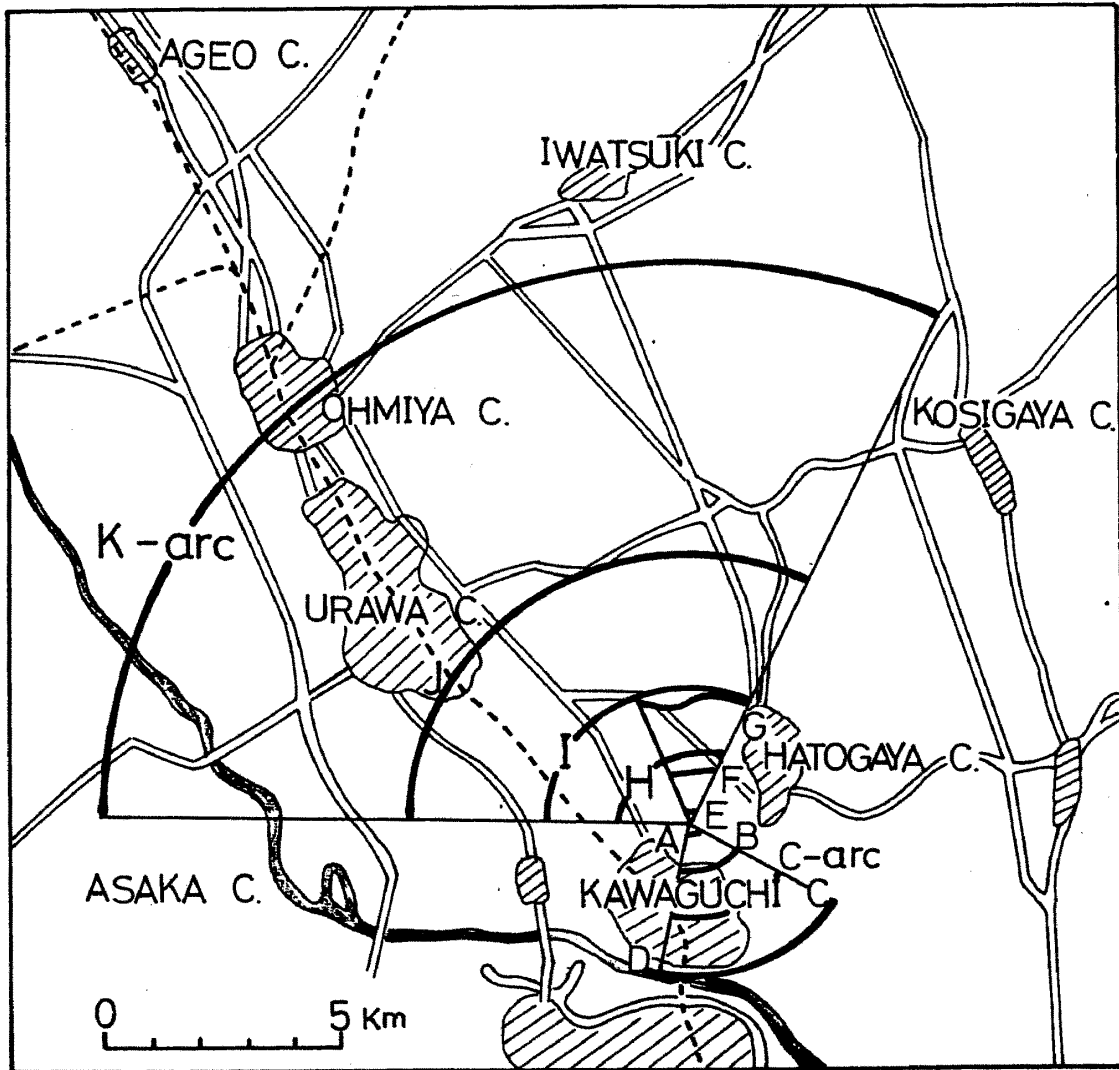 AGEO C.
IWATSUKI C.
OHMIYA C.
KOSIGAYA C.
K-arc
URAWA C.
J
G
I
HATOGAYA C.
H
F
E
A
B
C-arc
ASAKA C.
KAWAGUCHI C.
D
0 5 Km